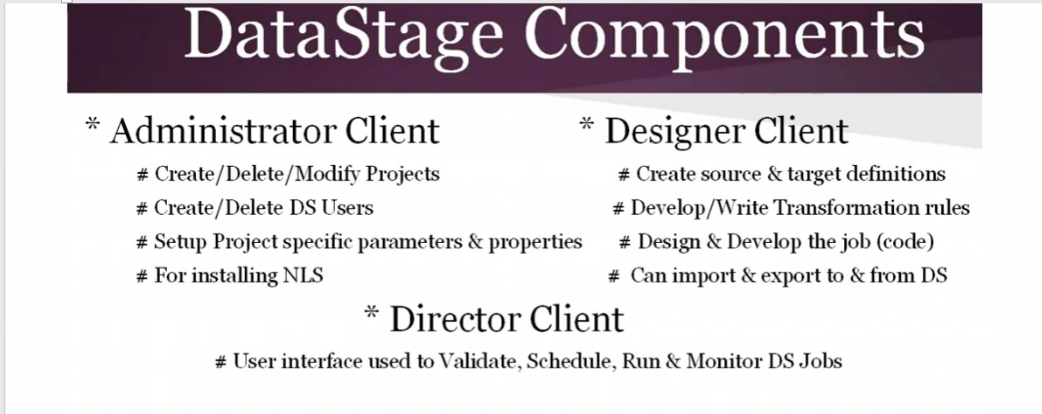 DataStage Components
* Administrator Client
# Create/Delete/Modify Projects
# Create/Delete DS Users
# Setup Project specific parameters & properties
# For installing NLS
* Designer Client
# Create source & target definitions
# Develop/Write Transformation rules
# Design & Develop the job (code)
# Can import & export to & from DS
* Director Client
# User interface used to Validate, Schedule, Run & Monitor DS Jobs